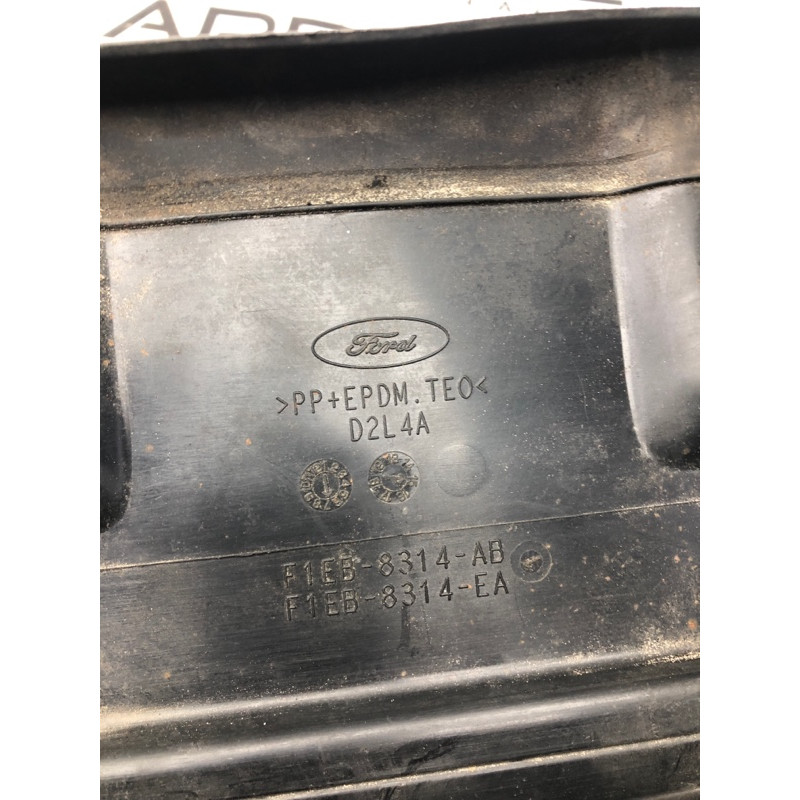 Ford
>PP+EPDM.TEO<
D2L4A
F1EB-8314-AB
F1EB-8314-EA